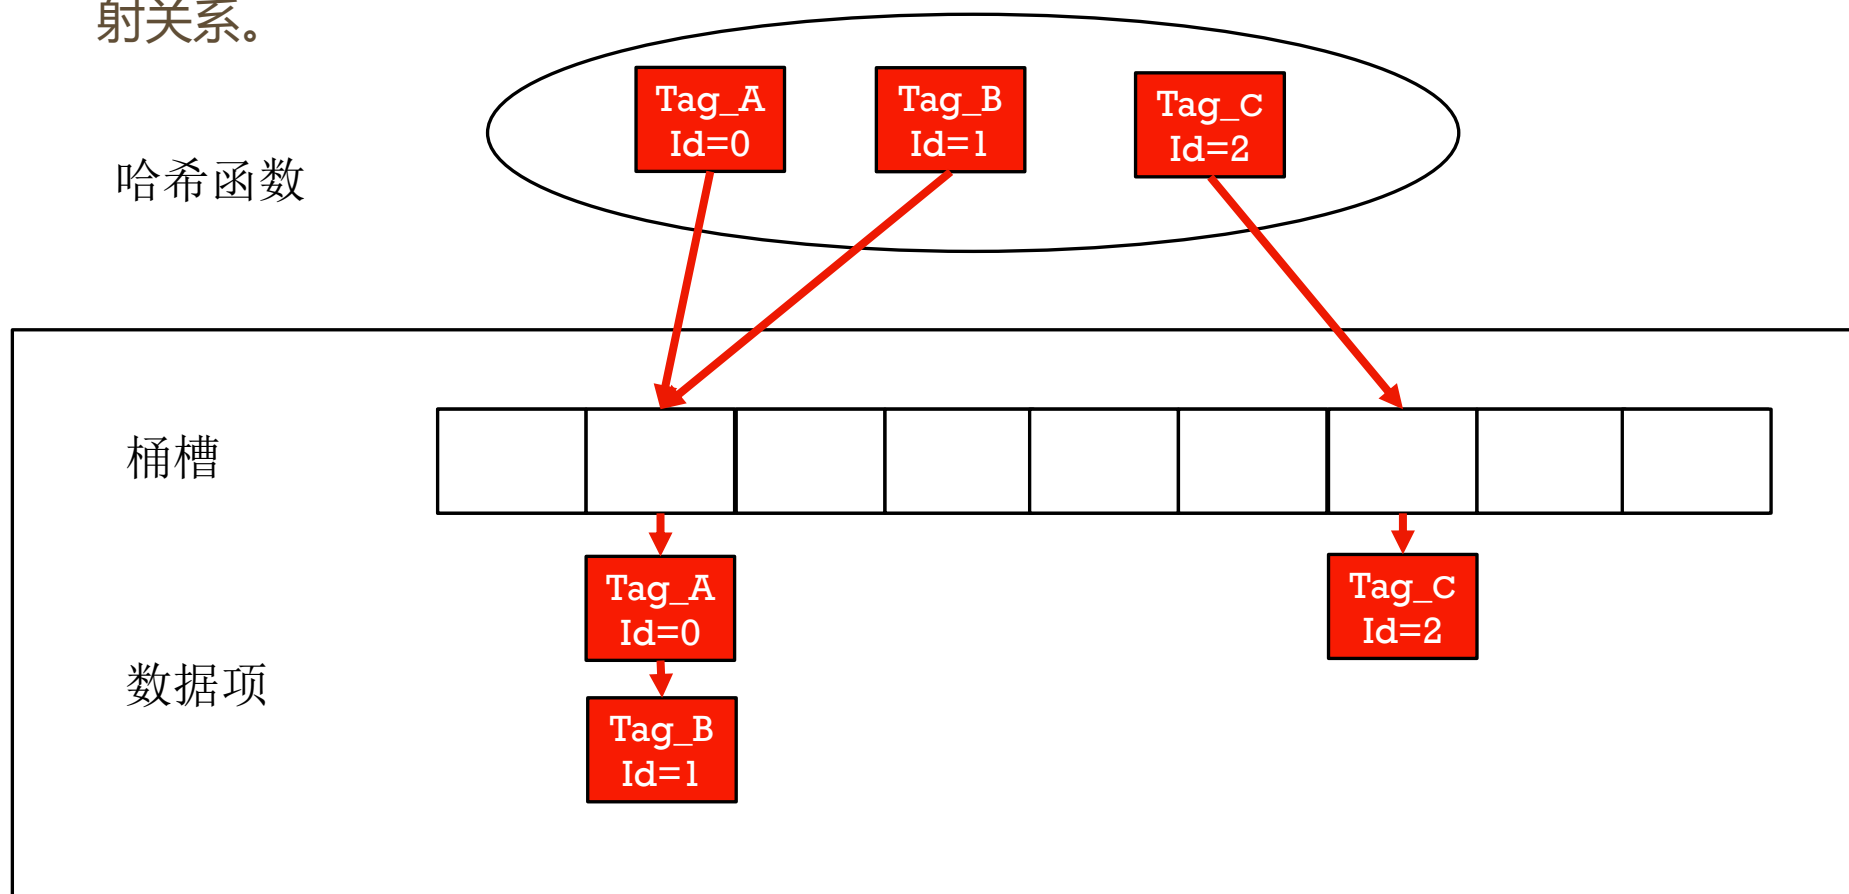 射关系。
Tag_A
Id=0
Tag_B
Id=1
Tag_C
Id=2
哈希函数
桶槽
Tag_A
Id=0
Tag_C
Id=2
数据项
Tag_B
Id=1